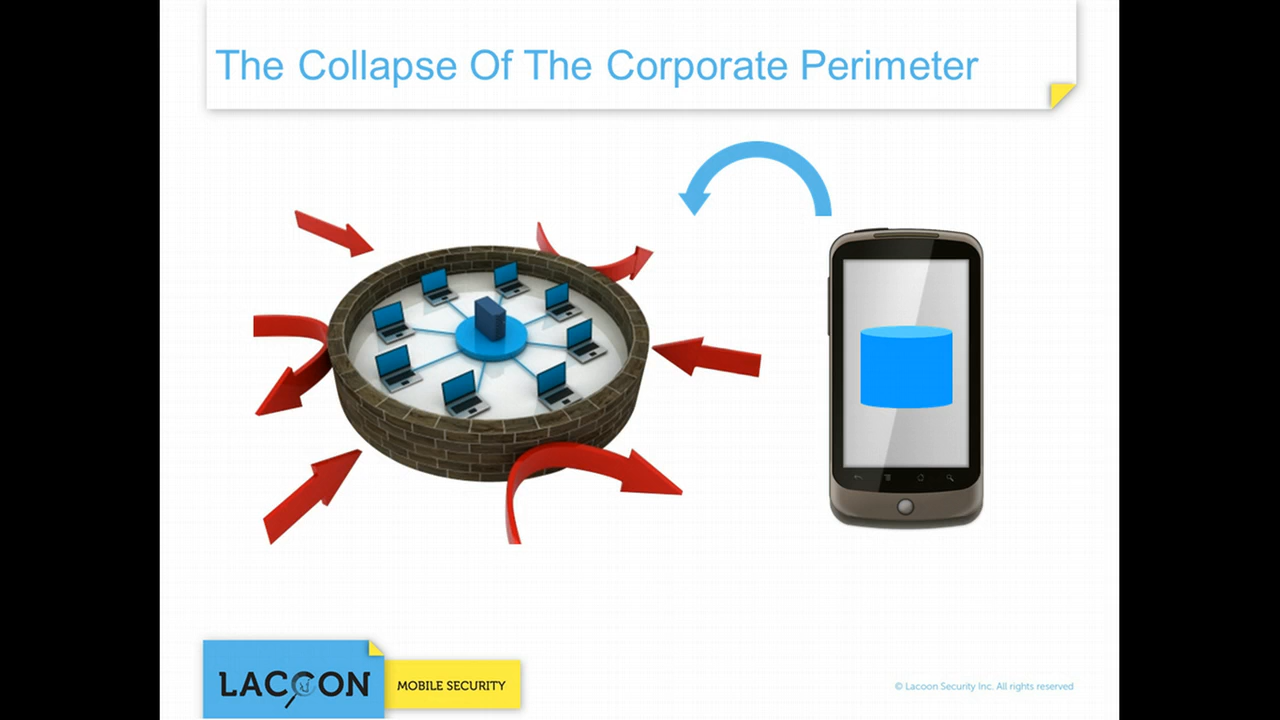 The Collapse Of The Corporate Perimeter
LACOON
MOBILE SECURITY
© Lacoon Security Inc. All rights reserved